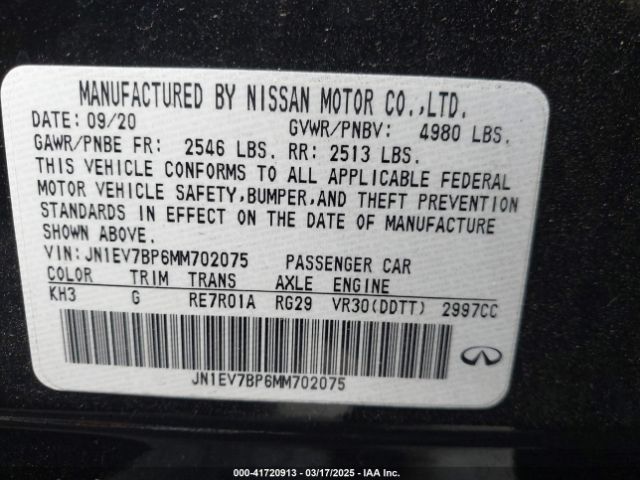 MANUFACTURED BY NISSAN MOTOR CO.,LTD.
DATE: 09/20 GVWR/PNBV: 4980 LBS.
GAWR/PNBE FR: 2546 LBS. RR: 2513 LBS.
THIS VEHICLE CONFORMS TO ALL APPLICABLE FEDERAL
MOTOR VEHICLE SAFETY,BUMPER,AND THEFT PREVENTION
STANDARDS IN EFFECT ON THE DATE OF MANUFACTURE
SHOWN ABOVE.
VIN:JN1EV7BP6MM702075 PASSENGER CAR
COLOR TRIM TRANS AXLE ENGINE
KH3 G RE7R01A RG29 VR30(DDTT) 2997CC
JN1EV7BP6MM702075
000-41720913 - 03/17/2025 - IAA Inc.